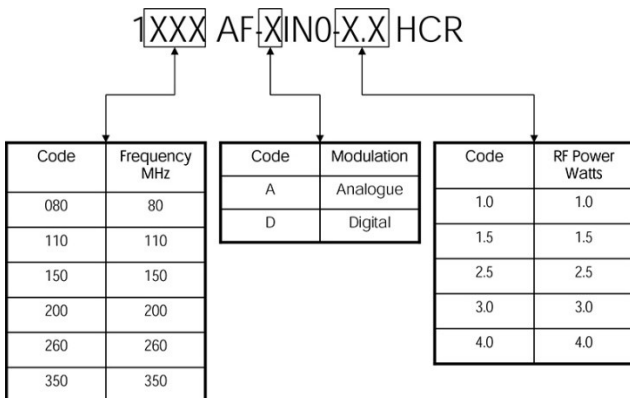 1XXX AF-XIN0-X.X HCR
Code Frequency MHz
080 80
110 110
150 150
200 200
260 260
350 350
Code Modulation
A Analogue
D Digital
Code RF Power Watts
1.0 1.0
1.5 1.5
2.5 2.5
3.0 3.0
4.0 4.0